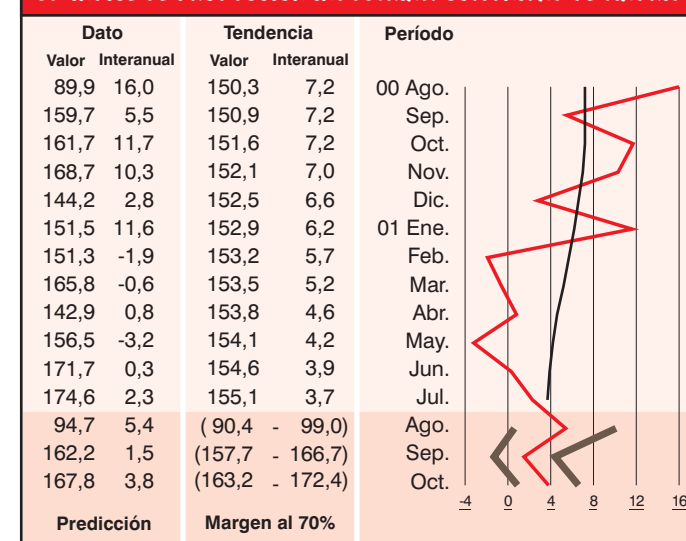 Dato Tendencia Período
Valor Interanual Valor Interanual
89,9 16,0 150,3 7,2 00 Ago.
159,7 5,5 150,9 7,2 Sep.
161,7 11,7 151,6 7,2 Oct.
168,7 10,3 152,1 7,0 Nov.
144,2 2,8 152,5 6,6 Dic.
151,5 11,6 152,9 6,2 01 Ene.
151,3 -1,9 153,2 5,7 Feb.
165,8 -0,6 153,5 5,2 Mar.
142,9 0,8 153,8 4,6 Abr.
156,5 -3,2 154,1 4,2 May.
171,7 0,3 154,6 3,9 Jun.
174,6 2,3 155,1 3,7 Jul.
94,7 5,4 ( 90,4 - 99,0) Ago.
162,2 1,5 (157,7 - 166,7) Sep.
167,8 3,8 (163,2 - 172,4) Oct.
-4 0 4 8 12 16
Predicción Margen al 70%